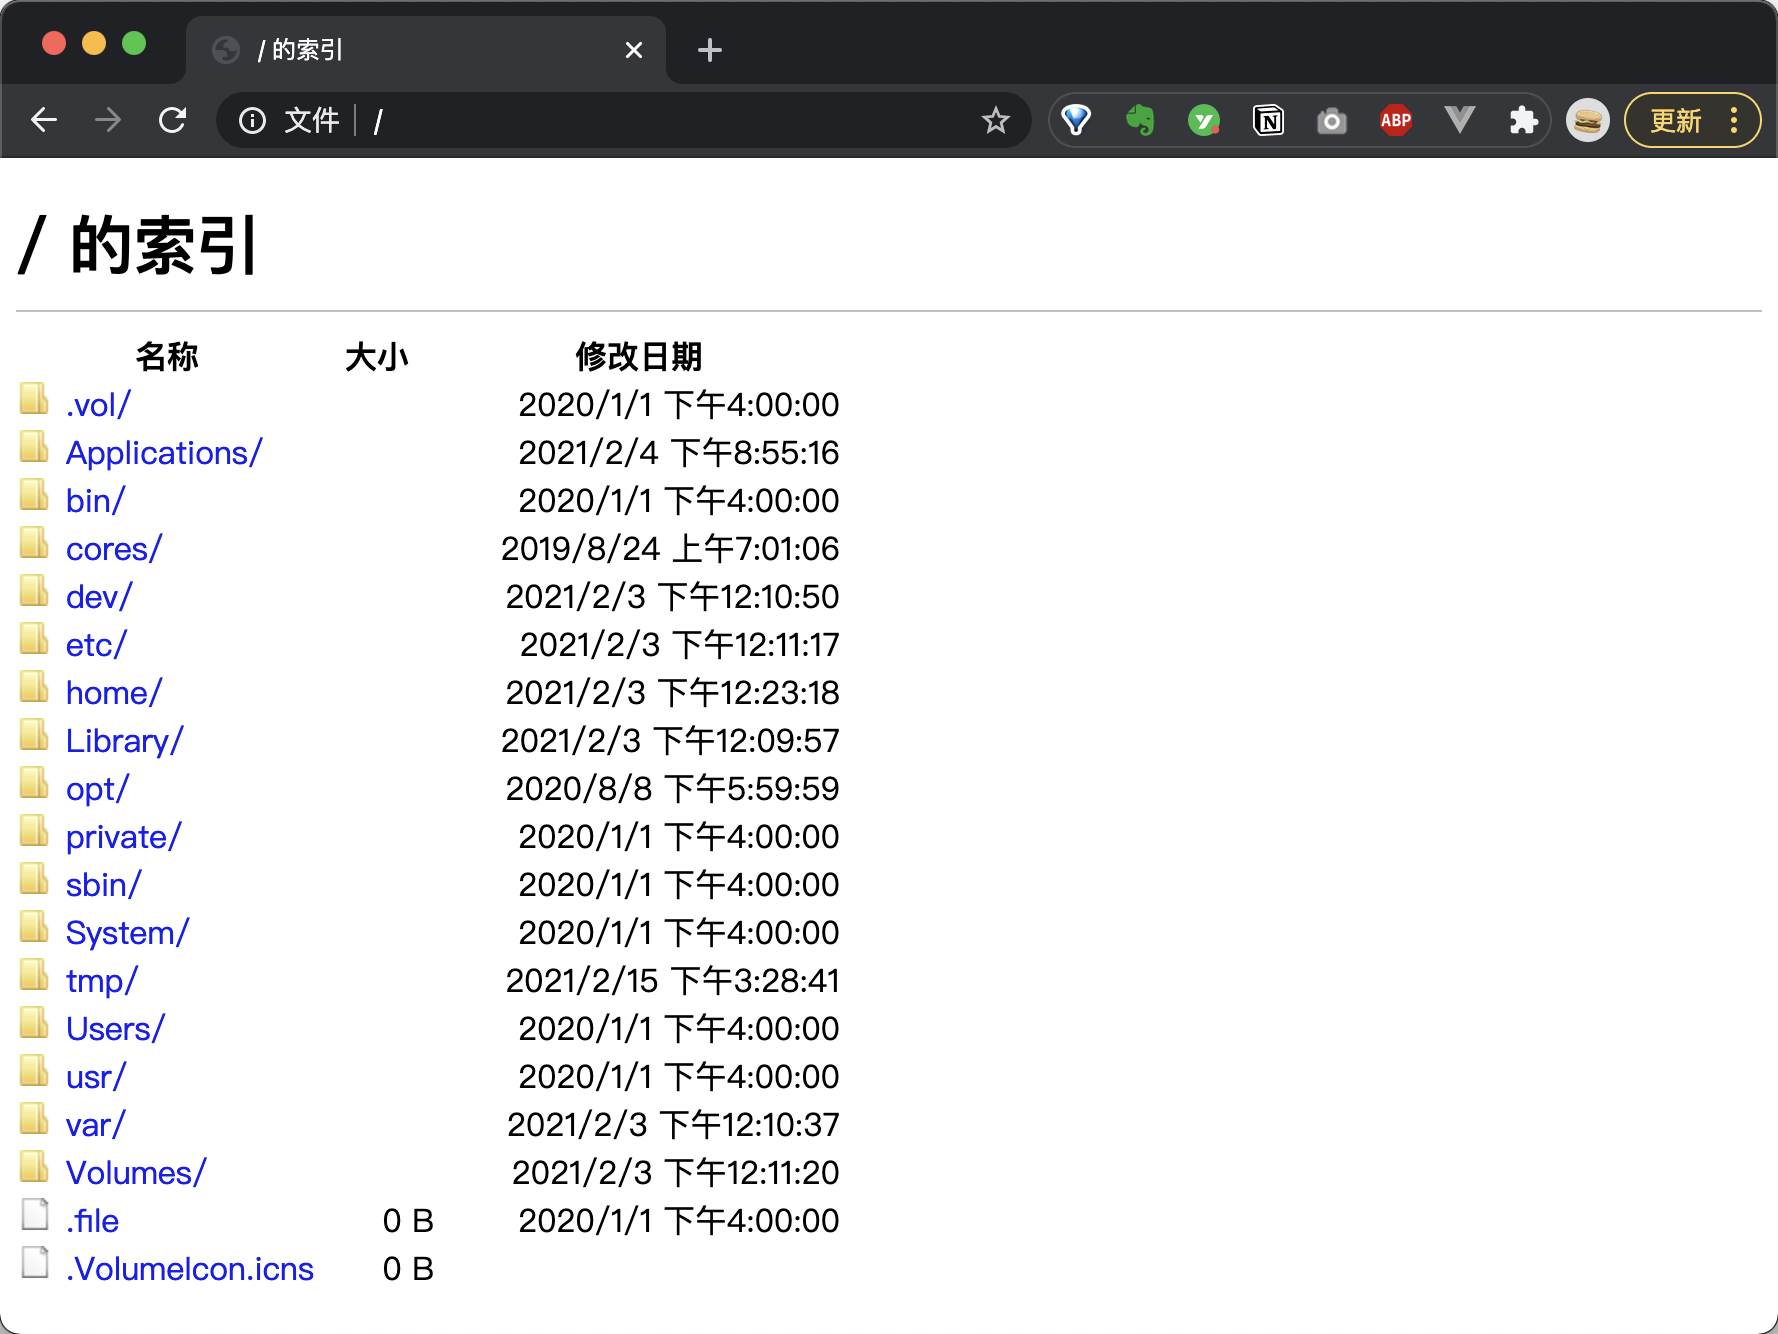 / 的索引
文件 /
ABP
更新
/ 的索引
名称 大小 修改日期
.vol/ 2020/1/1 下午4:00:00
Applications/ 2021/2/4 下午8:55:16
bin/ 2020/1/1 下午4:00:00
cores/ 2019/8/24 上午7:01:06
dev/ 2021/2/3 下午12:10:50
etc/ 2021/2/3 下午12:11:17
home/ 2021/2/3 下午12:23:18
Library/ 2021/2/3 下午12:09:57
opt/ 2020/8/8 下午5:59:59
private/ 2020/1/1 下午4:00:00
sbin/ 2020/1/1 下午4:00:00
System/ 2020/1/1 下午4:00:00
tmp/ 2021/2/15 下午3:28:41
Users/ 2020/1/1 下午4:00:00
usr/ 2020/1/1 下午4:00:00
var/ 2021/2/3 下午12:10:37
Volumes/ 2021/2/3 下午12:11:20
.file 0 B 2020/1/1 下午4:00:00
.VolumeIcon.icns 0 B